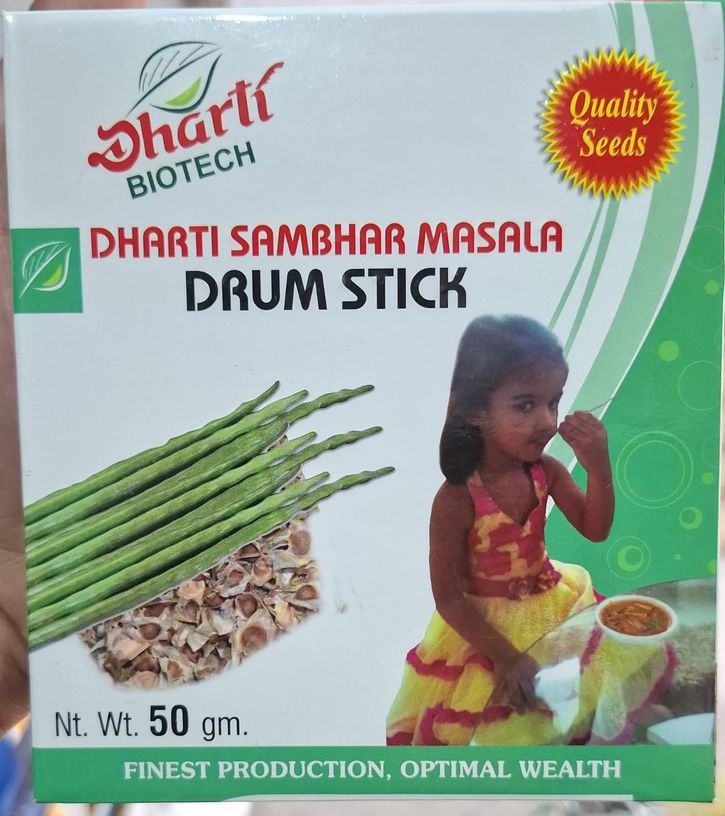 Dharti
BIOTECH
Quality
Seeds
DHARTI SAMBHAR MASALA
DRUM STICK
Nt. Wt. 50 gm.
FINEST PRODUCTION, OPTIMAL WEALTH